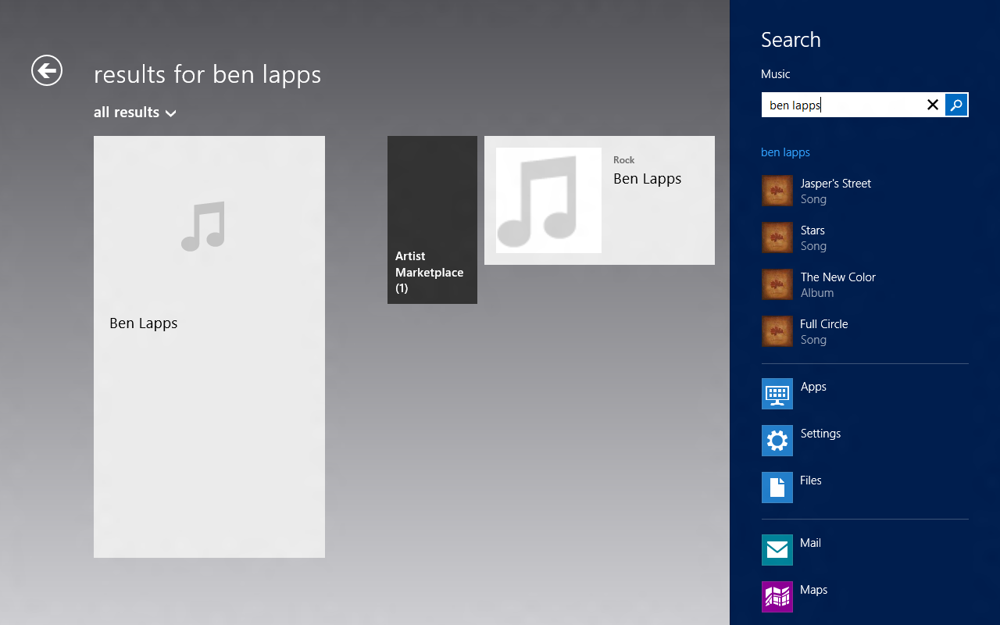 results for ben lapps
all results
Ben Lapps
Artist
Marketplace
(1)
Rock
Ben Lapps
Search
Music
ben lapps
ben lapps
Jasper's Street
Song
Stars
Song
The New Color
Album
Full Circle
Song
Apps
Settings
Files
Mail
Maps